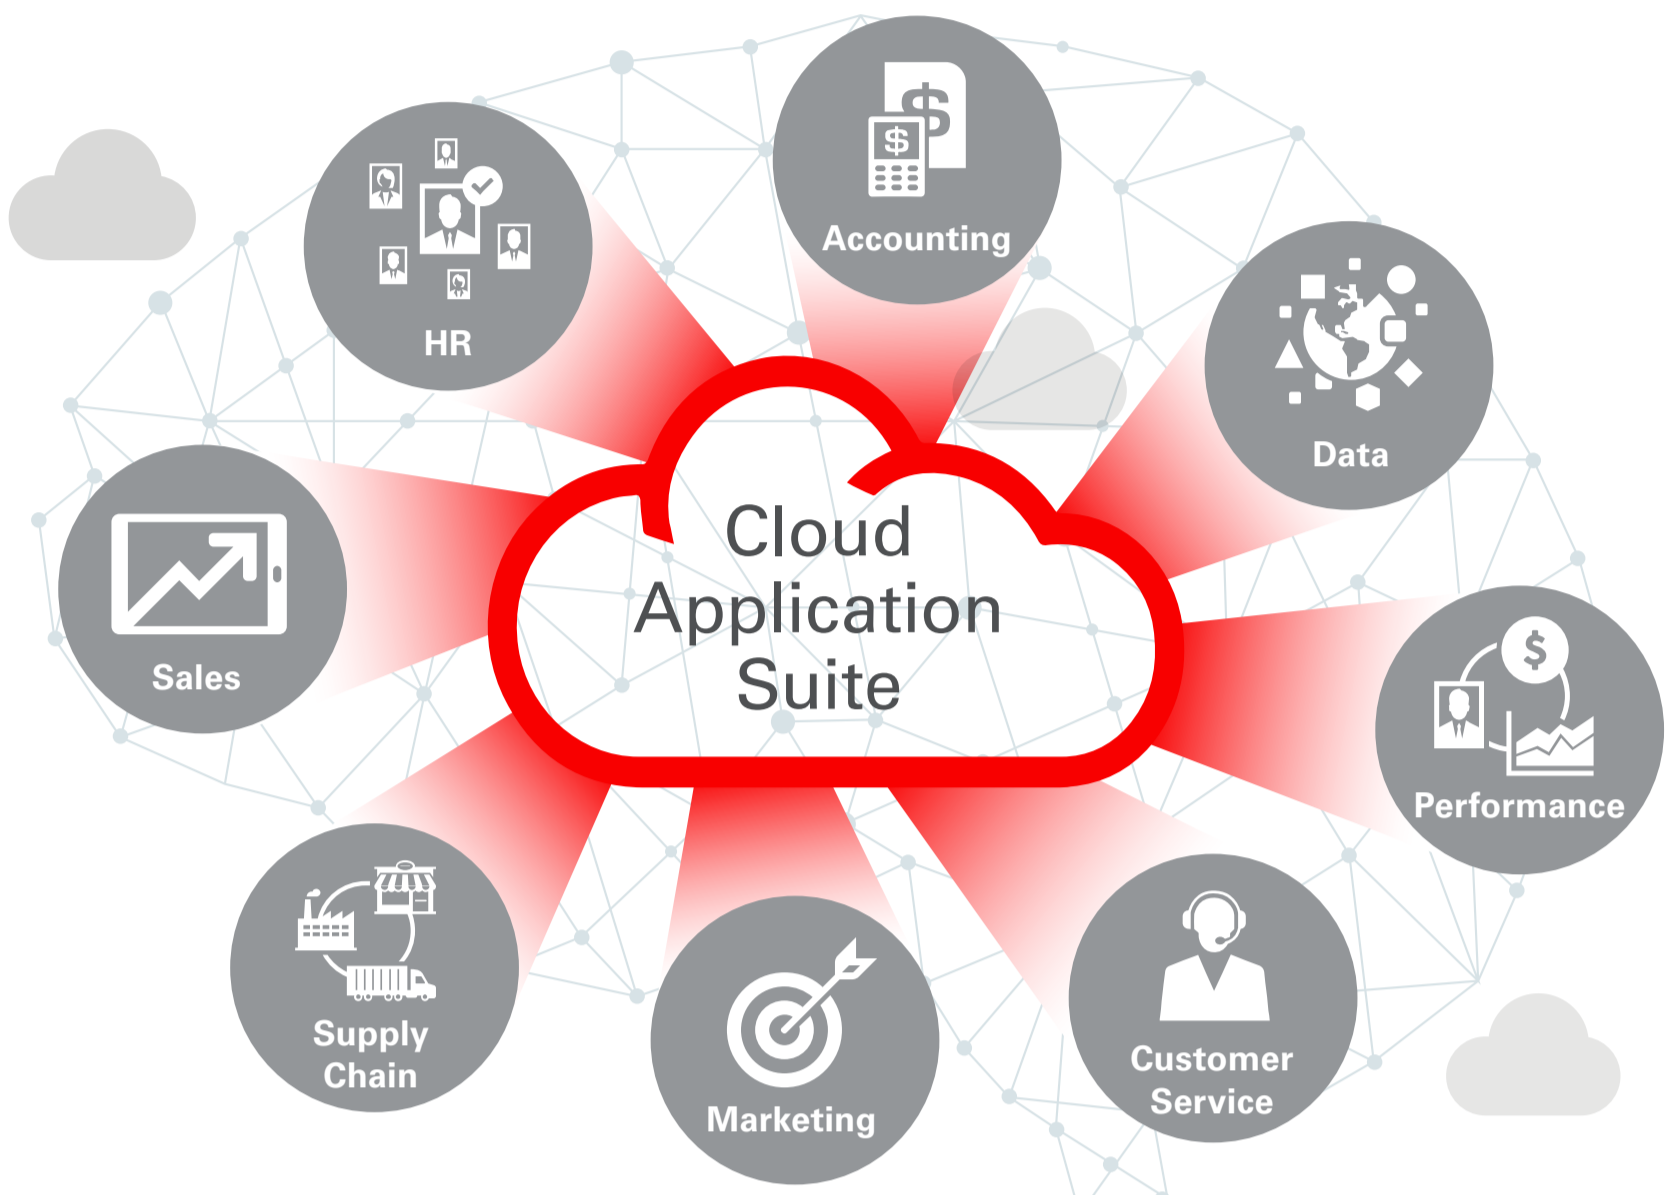 Accounting
HR
Data
Cloud
Application
Suite
Sales
Performance
Supply
Chain
Marketing
Customer
Service
$
$
$